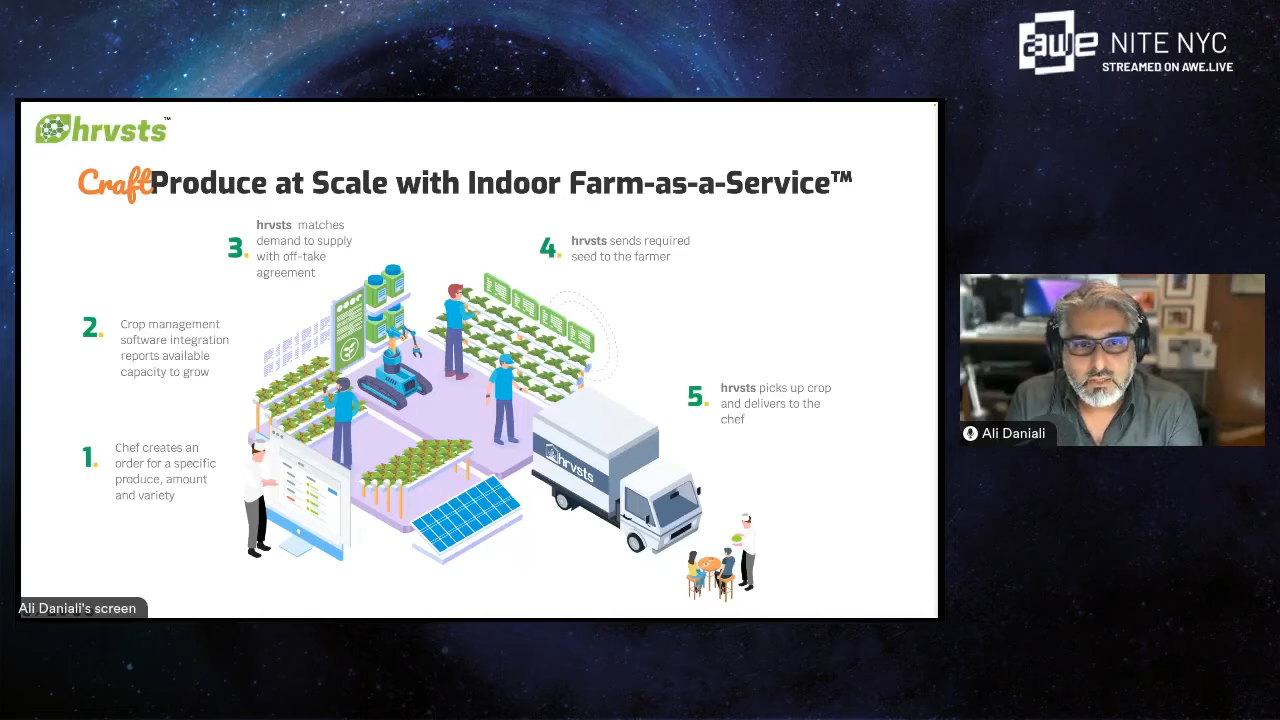 awe NITE NYC
STREAMED ON AWE.LIVE
hrvsts™
Craft Produce at Scale with Indoor Farm-as-a-Service™
3. hrvsts matches
demand to supply
with off-take
agreement
4. hrvsts sends required
seed to the farmer
2. Crop management
software integration
reports available
capacity to grow
5. hrvsts picks up crop
and delivers to the
chef
1. Chef creates an
order for a specific
produce, amount
and variety
hrvsts
Ali Daniali
Ali Daniali's screen